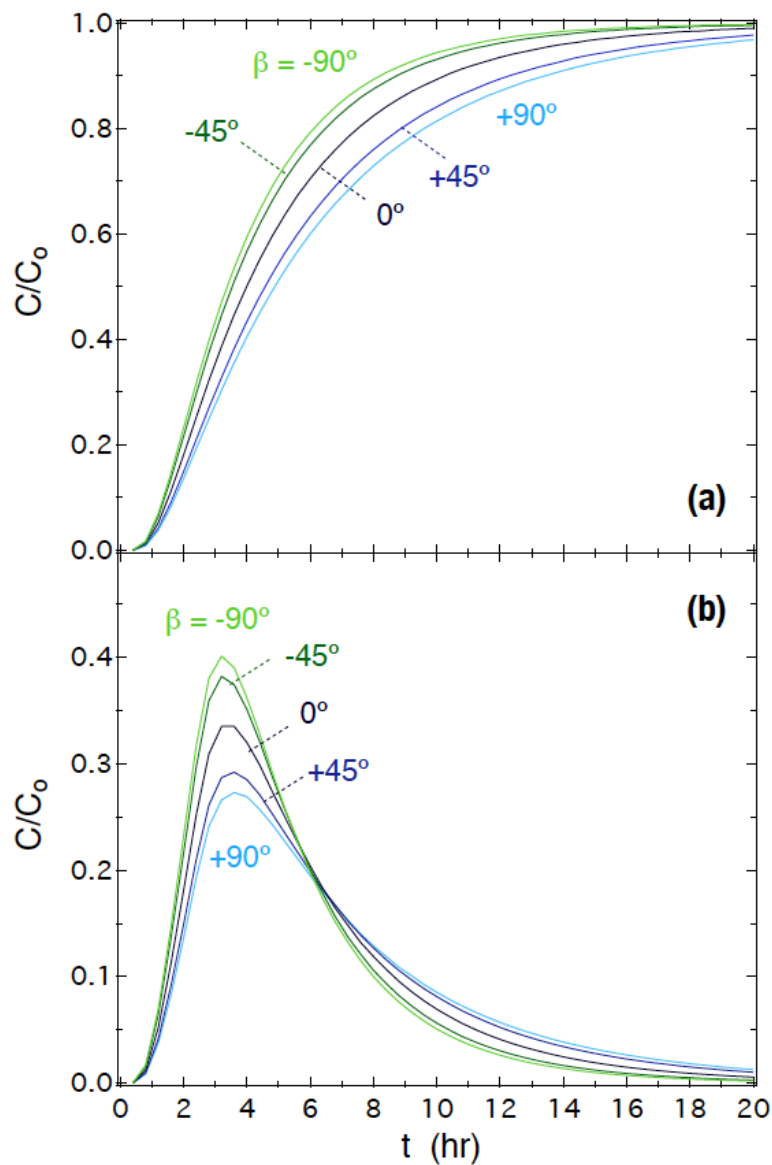 1.0
β = -90º
-45º
+90º
0.8
+45º
0º
0.6
C/Co
0.4
0.2
(a)
0.0
(b)
β = -90º
0.4
-45º
0º
0.3
+45º
C/Co
+90º
0.2
0.1
0.0
0 2 4 6 8 10 12 14 16 18 20
t (hr)